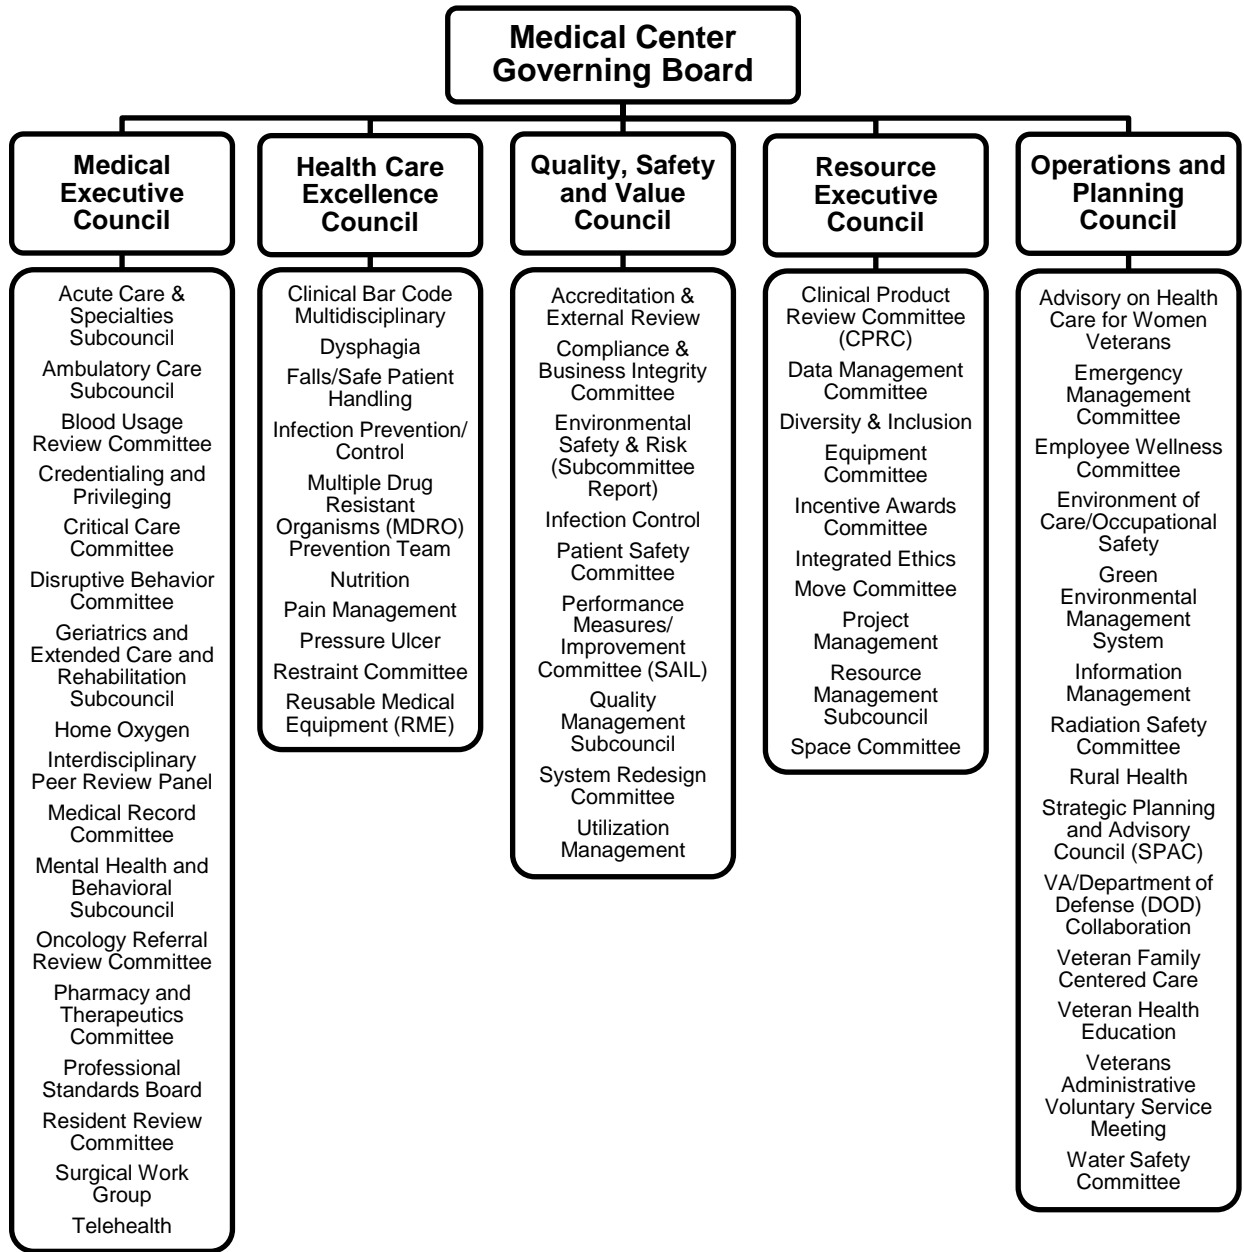 Medical Center
Governing Board
Medical
Executive
Council
Acute Care &
Specialties
Subcouncil
Ambulatory Care
Subcouncil
Blood Usage
Review Committee
Credentialing and
Privileging
Critical Care
Committee
Disruptive Behavior
Committee
Geriatrics and
Extended Care and
Rehabilitation
Subcouncil
Home Oxygen
Interdisciplinary
Peer Review Panel
Medical Record
Committee
Mental Health and
Behavioral
Subcouncil
Oncology Referral
Review Committee
Pharmacy and
Therapeutics
Committee
Professional
Standards Board
Resident Review
Committee
Surgical Work
Group
Telehealth
Health Care
Excellence
Council
Clinical Bar Code
Multidisciplinary
Dysphagia
Falls/Safe Patient
Handling
Infection Prevention/
Control
Multiple Drug
Resistant
Organisms (MDRO)
Prevention Team
Nutrition
Pain Management
Pressure Ulcer
Restraint Committee
Reusable Medical
Equipment (RME)
Quality, Safety
and Value
Council
Accreditation &
External Review
Compliance &
Business Integrity
Committee
Environmental
Safety & Risk
(Subcommittee
Report)
Infection Control
Patient Safety
Committee
Performance
Measures/
Improvement
Committee (SAIL)
Quality
Management
Subcouncil
System Redesign
Committee
Utilization
Management
Resource
Executive
Council
Clinical Product
Review Committee
(CPRC)
Data Management
Committee
Diversity & Inclusion
Equipment
Committee
Incentive Awards
Committee
Integrated Ethics
Move Committee
Project
Management
Resource
Management
Subcouncil
Space Committee
Operations and
Planning
Council
Advisory on Health
Care for Women
Veterans
Emergency
Management
Committee
Employee Wellness
Committee
Environment of
Care/Occupational
Safety
Green
Environmental
Management
System
Information
Management
Radiation Safety
Committee
Rural Health
Strategic Planning
and Advisory
Council (SPAC)
VA/Department of
Defense (DOD)
Collaboration
Veteran Family
Centered Care
Veteran Health
Education
Veterans
Administrative
Voluntary Service
Meeting
Water Safety
Committee